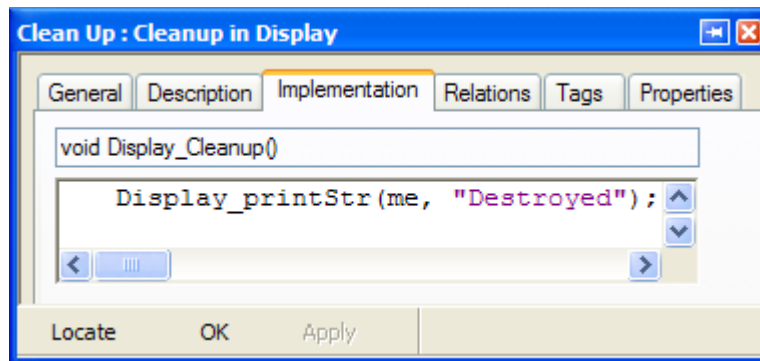 Clean Up : Cleanup in Display
General Description Implementation Relations Tags Properties
void Display_Cleanup()
Display_printStr(me, "Destroyed");
Locate OK Apply